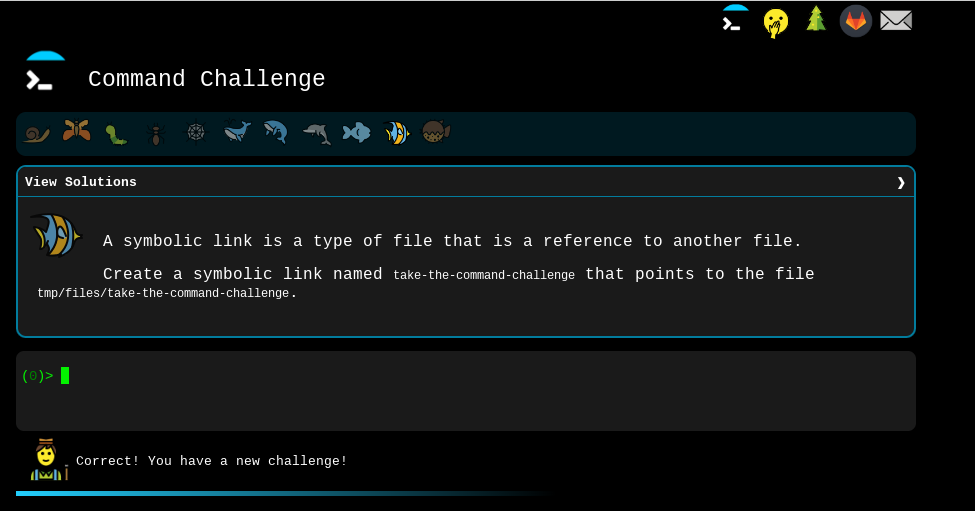 Command Challenge
View Solutions
A symbolic link is a type of file that is a reference to another file.
Create a symbolic link named take-the-command-challenge that points to the file
tmp/files/take-the-command-challenge.
(0)>
Correct! You have a new challenge!